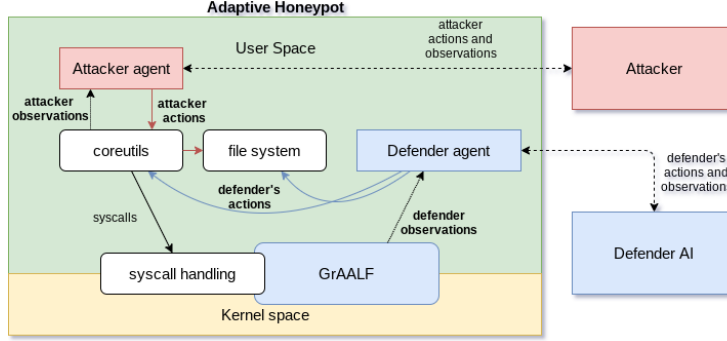 Adaptive Honeypot
User Space
attacker
actions and
observations
Attacker agent
Attacker
attacker
observations
attacker
actions
coreutils
file system
Defender agent
defender's
actions and
observations
defender's
actions
syscalls
defender
observations
syscall handling
GrAALF
Defender AI
Kernel space